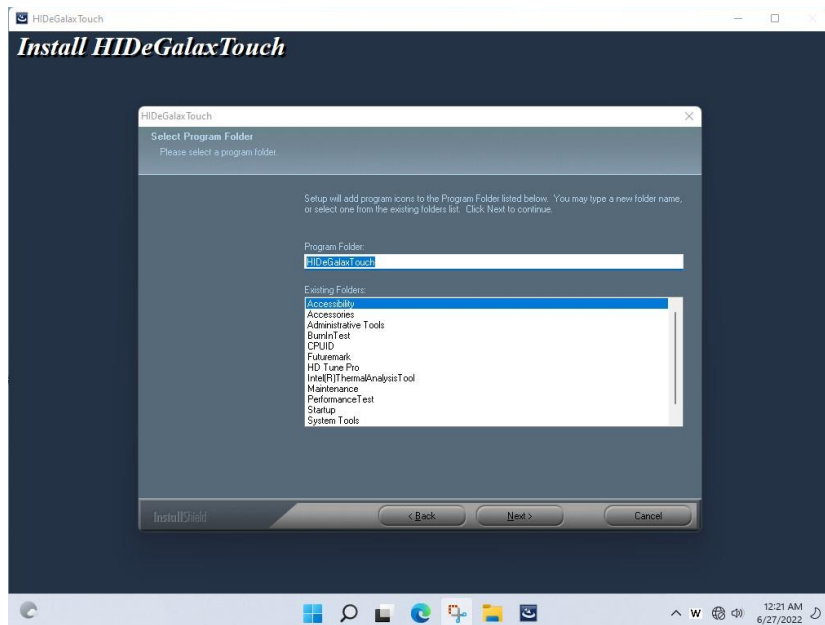 HIDeGalaxTouch
Install HIDeGalaxTouch
HIDeGalaxTouch
Select Program Folder
Please select a program folder.
Setup will add program icons to the Program Folder listed below. You may type a new folder name,
or select one from the existing folders list. Click Next to continue.
Program Folder:
HIDeGalaxTouch
Existing Folders:
Accessibility
Accessories
Administrative Tools
BurnInTest
CPUID
Futuremark
HD Tune Pro
Intel(R)ThermalAnalysisTool
Maintenance
PerformanceTest
Startup
System Tools
InstallShield
< Back
Next >
Cancel
W
12:21 AM
6/27/2022